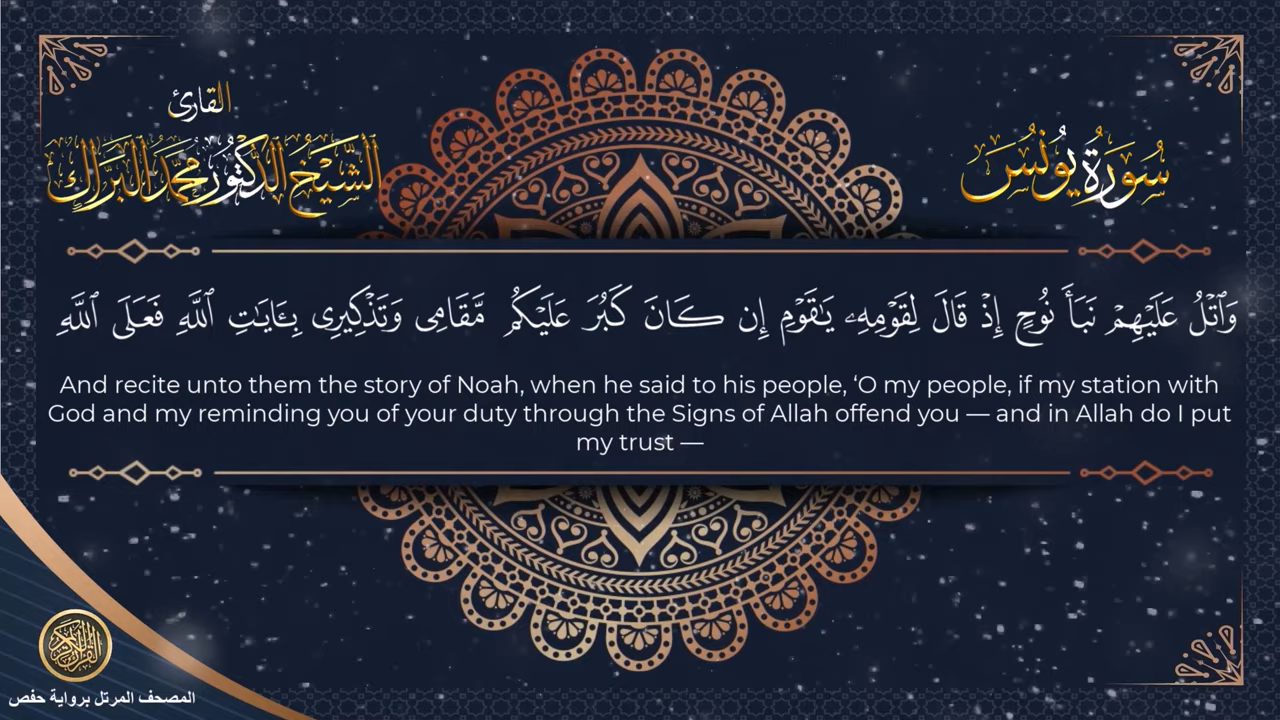 القارئ
الشيخ الدكتور محمد البراك
سورة يونس
وَٱتْلُ عَلَيْهِمْ نَبَأَ نُوحٍ إِذْ قَالَ لِقَوْمِهِۦ يَٰقَوْمِ إِن كَانَ كَبُرَ عَلَيْكُم مَّقَامِى وَتَذْكِيرِى بِـَٔايَٰتِ ٱللَّهِ فَعَلَى ٱللَّهِ
And recite unto them the story of Noah, when he said to his people, ‘O my people, if my station with
God and my reminding you of your duty through the Signs of Allah offend you — and in Allah do I put
my trust —
القرآن الكريم
المصحف المرتل برواية حفص